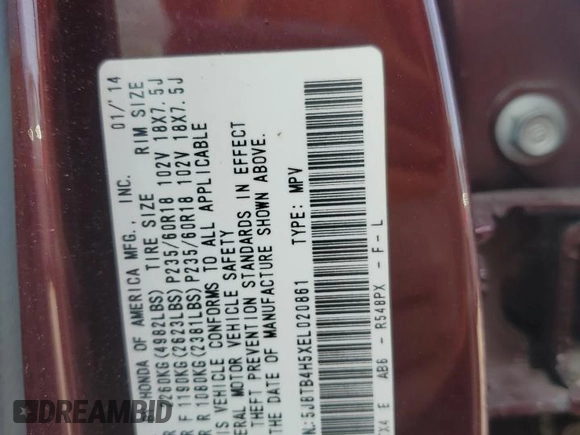 HONDA OF AMERICA MFG., INC. 01/'14
260KG(4982LBS) TIRE SIZE RIM SIZE
R F 1190KG(2623LBS)P235/60R18 102V 18X7.5J
R R 1080KG(2381LBS)P235/60R18 102V 18X7.5J
IS VEHICLE CONFORMS TO ALL APPLICABLE
ERAL MOTOR VEHICLE SAFETY
THEFT PREVENTION STANDARDS IN EFFECT
THE DATE OF MANUFACTURE SHOWN ABOVE.
N:5J8TB4H5XEL020861 TYPE: MPV
7X4 E AB6 - R548PX - F - L
DREAMBID